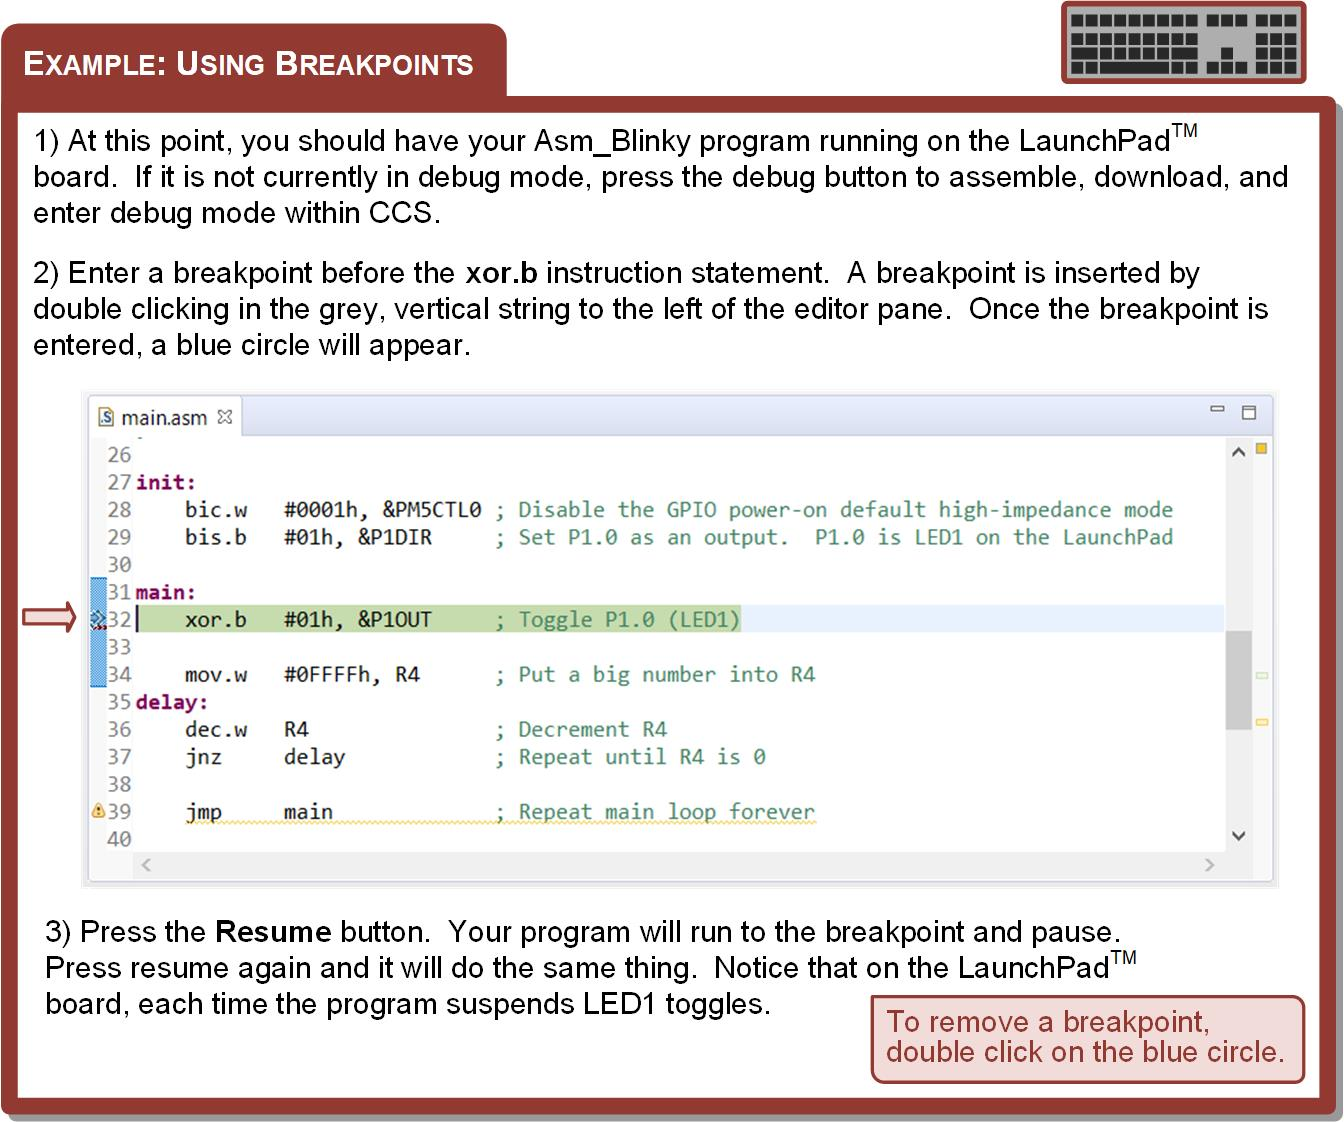 EXAMPLE: USING BREAKPOINTS
1) At this point, you should have your Asm_Blinky program running on the LaunchPad™
board.  If it is not currently in debug mode, press the debug button to assemble, download, and
enter debug mode within CCS.
2) Enter a breakpoint before the xor.b instruction statement.  A breakpoint is inserted by
double clicking in the grey, vertical string to the left of the editor pane.  Once the breakpoint is
entered, a blue circle will appear.
main.asm
26
27 init:
28     bic.w   #0001h, &PM5CTL0 ; Disable the GPIO power-on default high-impedance mode
29     bis.b   #01h, &P1DIR     ; Set P1.0 as an output.  P1.0 is LED1 on the LaunchPad
30
31 main:
32     xor.b   #01h, &P1OUT     ; Toggle P1.0 (LED1)
33
34     mov.w   #0FFFFh, R4      ; Put a big number into R4
35 delay:
36     dec.w   R4               ; Decrement R4
37     jnz     delay            ; Repeat until R4 is 0
38
39     jmp     main             ; Repeat main loop forever
40
3) Press the Resume button.  Your program will run to the breakpoint and pause.
Press resume again and it will do the same thing.  Notice that on the LaunchPad™
board, each time the program suspends LED1 toggles.
To remove a breakpoint,
double click on the blue circle.